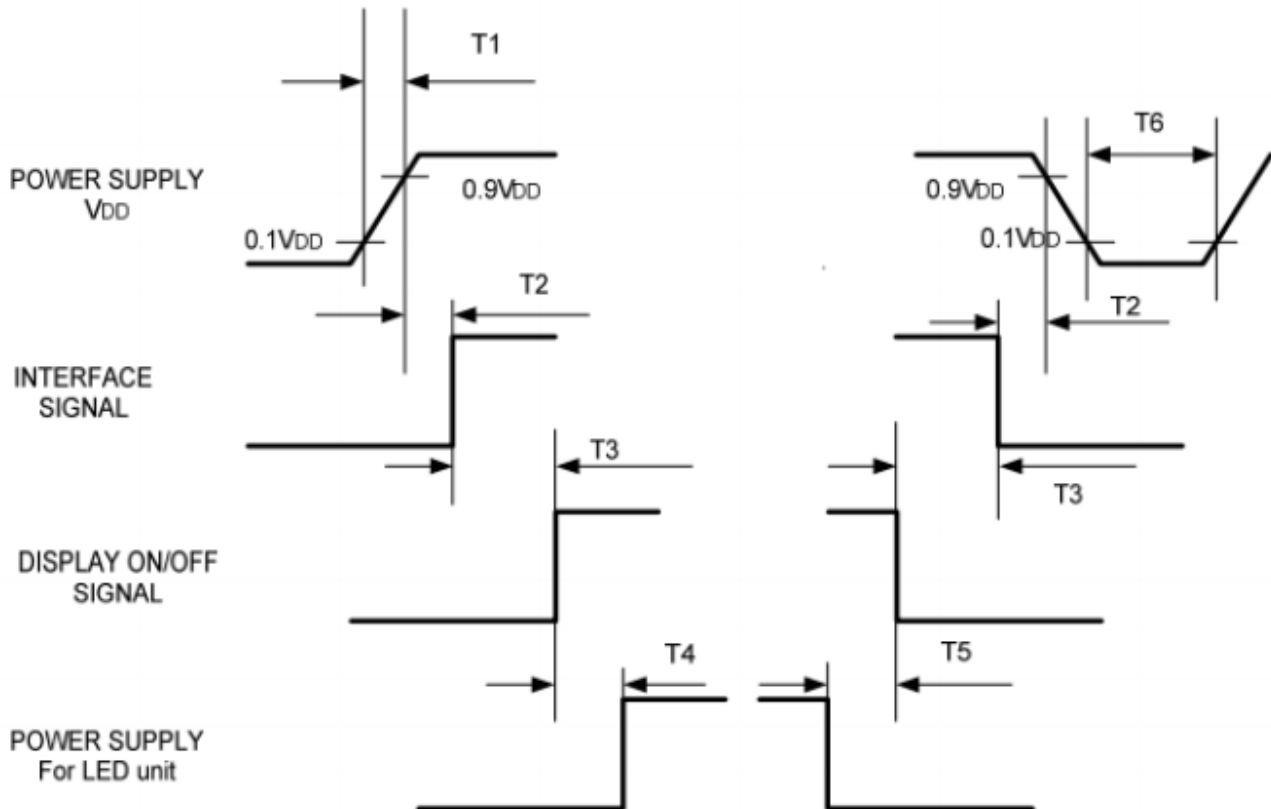 T1
T6
POWER SUPPLY
VDD
0.9VDD
0.9VDD
0.1VDD
0.1VDD
T2
T2
INTERFACE
SIGNAL
T3
T3
DISPLAY ON/OFF
SIGNAL
T4
T5
POWER SUPPLY
For LED unit